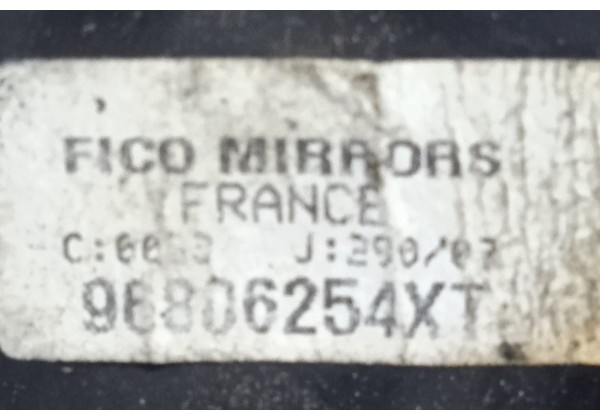 FICO MIRRORS
FRANCE
J:290/07
96806254XT